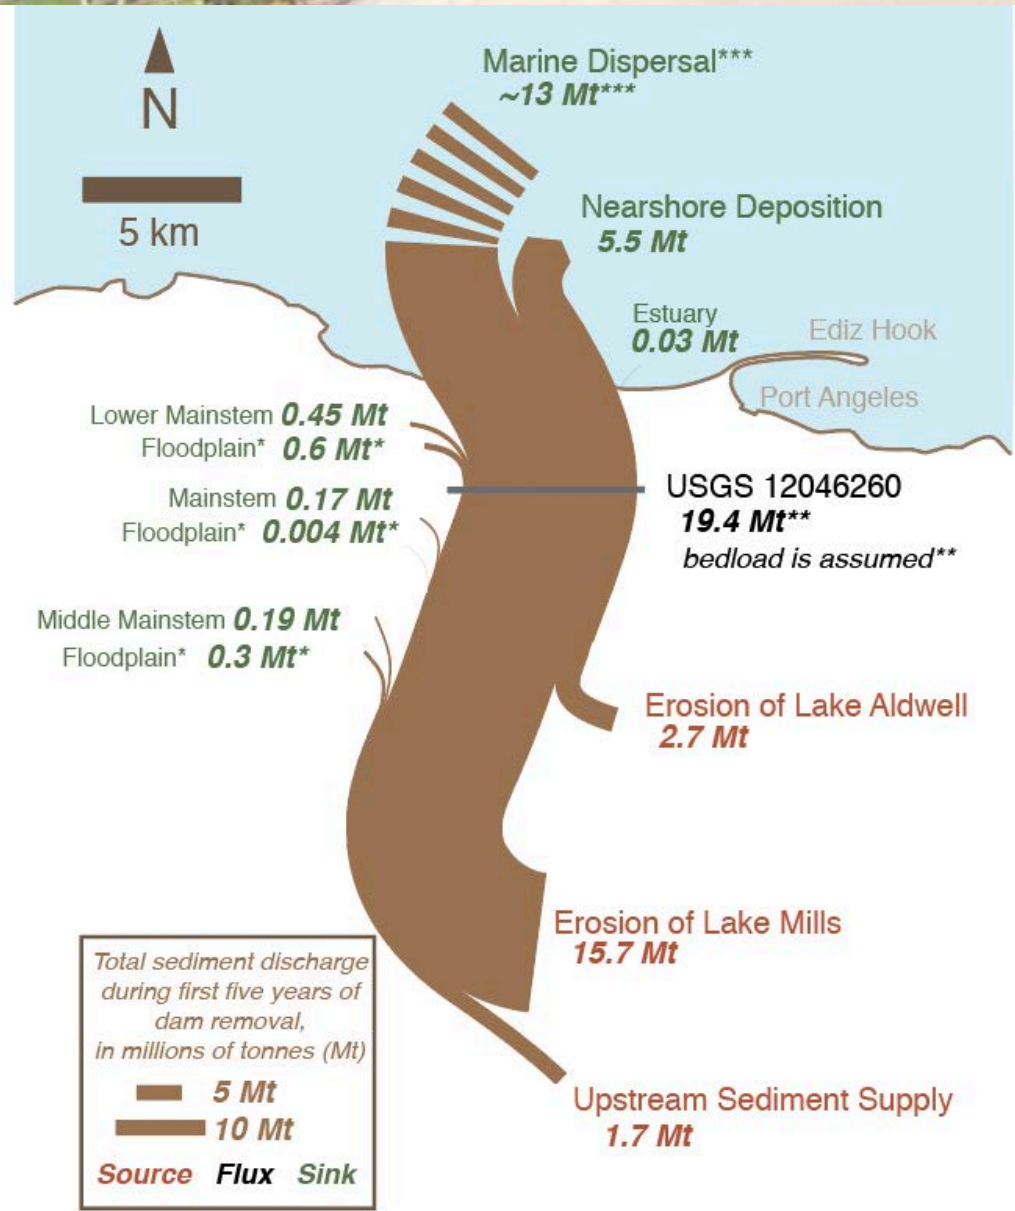 Marine Dispersal***
~13 Mt***
N
5 km
Nearshore Deposition
5.5 Mt
Estuary
0.03 Mt
Ediz Hook
Port Angeles
Lower Mainstem 0.45 Mt
Floodplain* 0.6 Mt*
Mainstem 0.17 Mt
Floodplain* 0.004 Mt*
USGS 12046260
19.4 Mt**
bedload is assumed**
Middle Mainstem 0.19 Mt
Floodplain* 0.3 Mt*
Erosion of Lake Aldwell
2.7 Mt
Erosion of Lake Mills
15.7 Mt
Total sediment discharge
during first five years of
dam removal,
in millions of tonnes (Mt)
5 Mt
10 Mt
Source Flux Sink
Upstream Sediment Supply
1.7 Mt